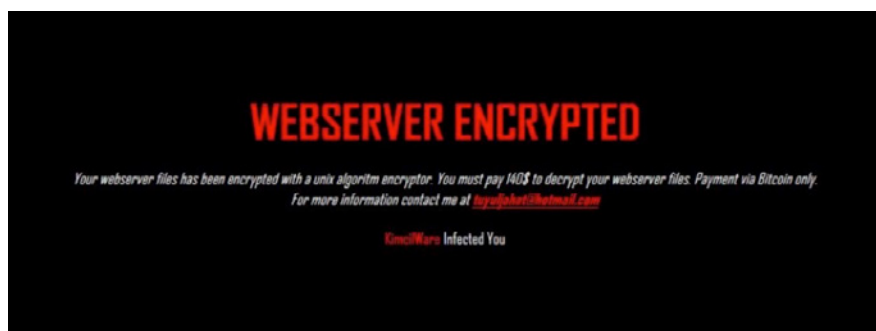 WEBSERVER ENCRYPTED
Your webserver files has been encrypted with a unix algoritm encryptor. You must pay 140$ to decrypt your webserver files. Payment via Bitcoin only.
For more information contact me at tuyuljahat@hotmail.com
KimcilWare Infected You